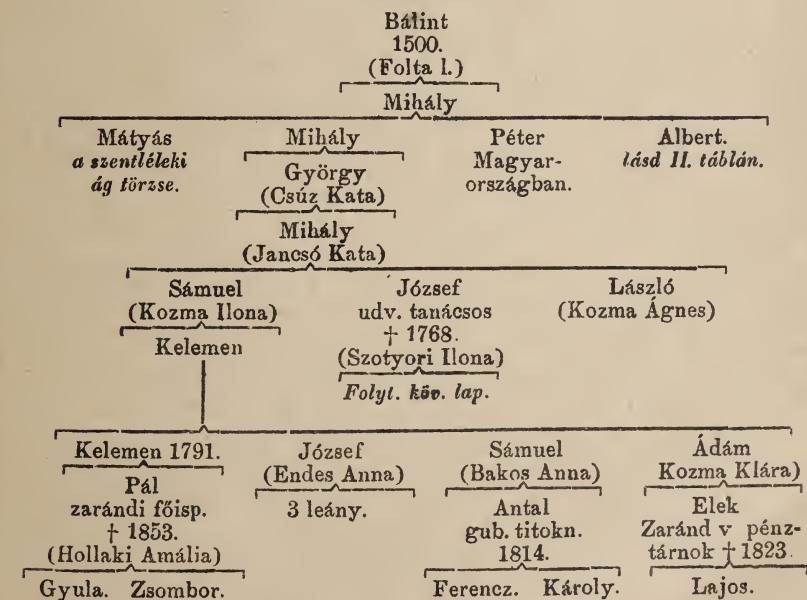 Bálint
1500.
(Folta l.)
Mihály
Mátyás
a szentléleki
ág törzse.
Mihály
György
(Csúz Kata)
Mihály
(Jancsó Kata)
Péter
Magyar-
országban.
Albert.
lásd II. táblán.
Sámuel
(Kozma Ilona)
Kelemen
József
udv. tanácsos
† 1768.
(Szotyori Ilona)
Folyt. köv. lap.
László
(Kozma Ágnes)
Kelemen 1791.
Pál
zarándi főisp.
† 1853.
(Hollaki Amália)
Gyula. Zsombor.
József
(Endes Anna)
3 leány.
Sámuel
(Bakos Anna)
Antal
gub. titokn.
1814.
Ferencz. Károly.
Ádám
Kozma Klára)
Elek
Zaránd v pénz-
tárnok † 1823.
Lajos.